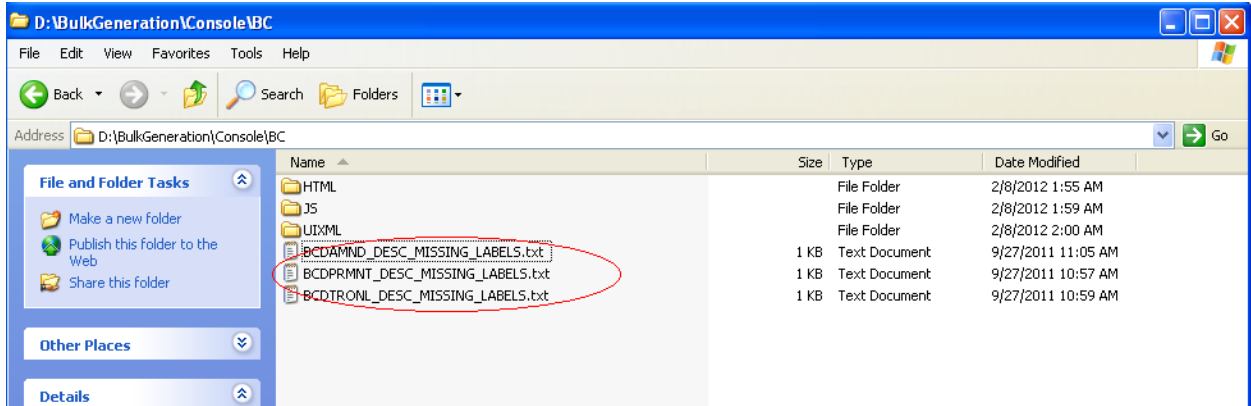 D:\BulkGeneration\Console\BC
File Edit View Favorites Tools Help
Back Search Folders
Address D:\BulkGeneration\Console\BC Go
Name Size Type Date Modified
File and Folder Tasks
Make a new folder
Publish this folder to the
Web
Share this folder
Other Places
Details
HTML File Folder 2/8/2012 1:55 AM
JS File Folder 2/8/2012 1:59 AM
UIXML File Folder 2/8/2012 2:00 AM
BCDAMND_DESC_MISSING_LABELS.txt 1 KB Text Document 9/27/2011 11:05 AM
BCDPRMNT_DESC_MISSING_LABELS.txt 1 KB Text Document 9/27/2011 10:57 AM
BCDTRONL_DESC_MISSING_LABELS.txt 1 KB Text Document 9/27/2011 10:59 AM